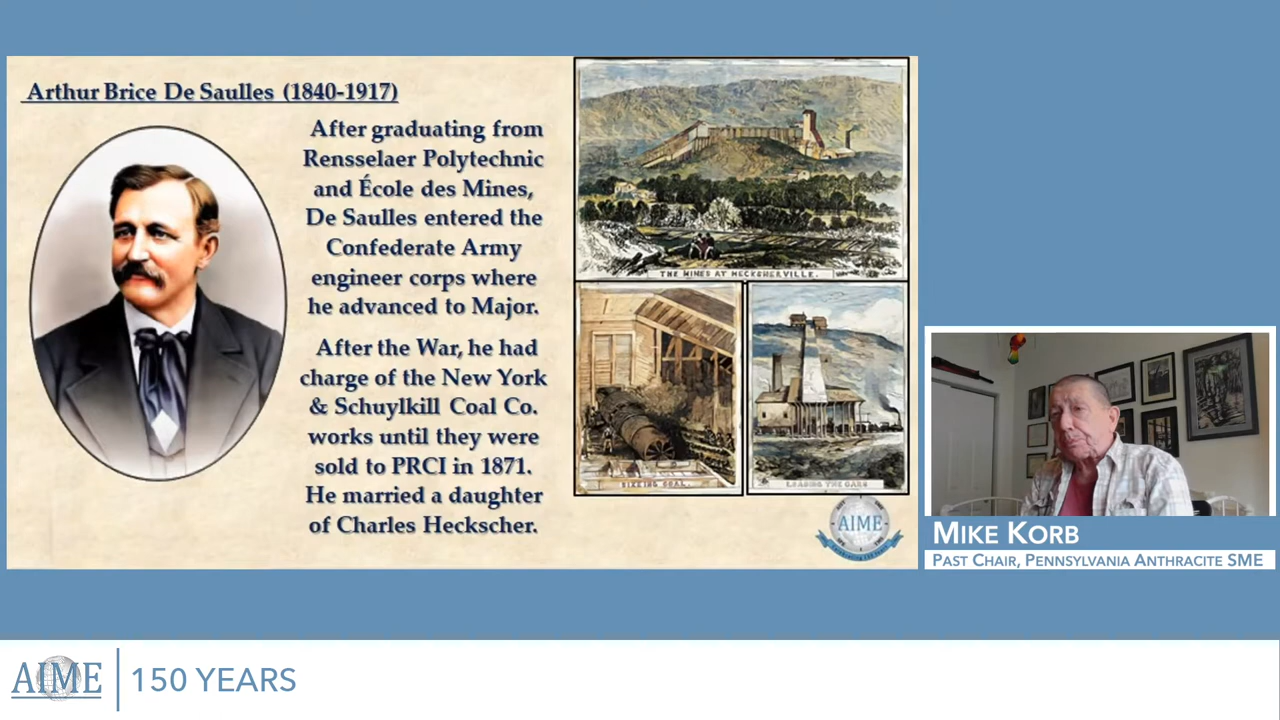 Arthur Brice De Saulles (1840-1917)
After graduating from
Rensselaer Polytechnic
and École des Mines,
De Saulles entered the
Confederate Army
engineer corps where
he advanced to Major.
After the War, he had
charge of the New York
& Schuylkill Coal Co.
works until they were
sold to PRCI in 1871.
He married a daughter
of Charles Heckscher.
THE MINES AT HECKSHERVILLE.
SIZEING COAL.
LOADING THE CARS
AIME
MIKE KORB
PAST CHAIR, PENNSYLVANIA ANTHRACITE SME
AIME
150 YEARS